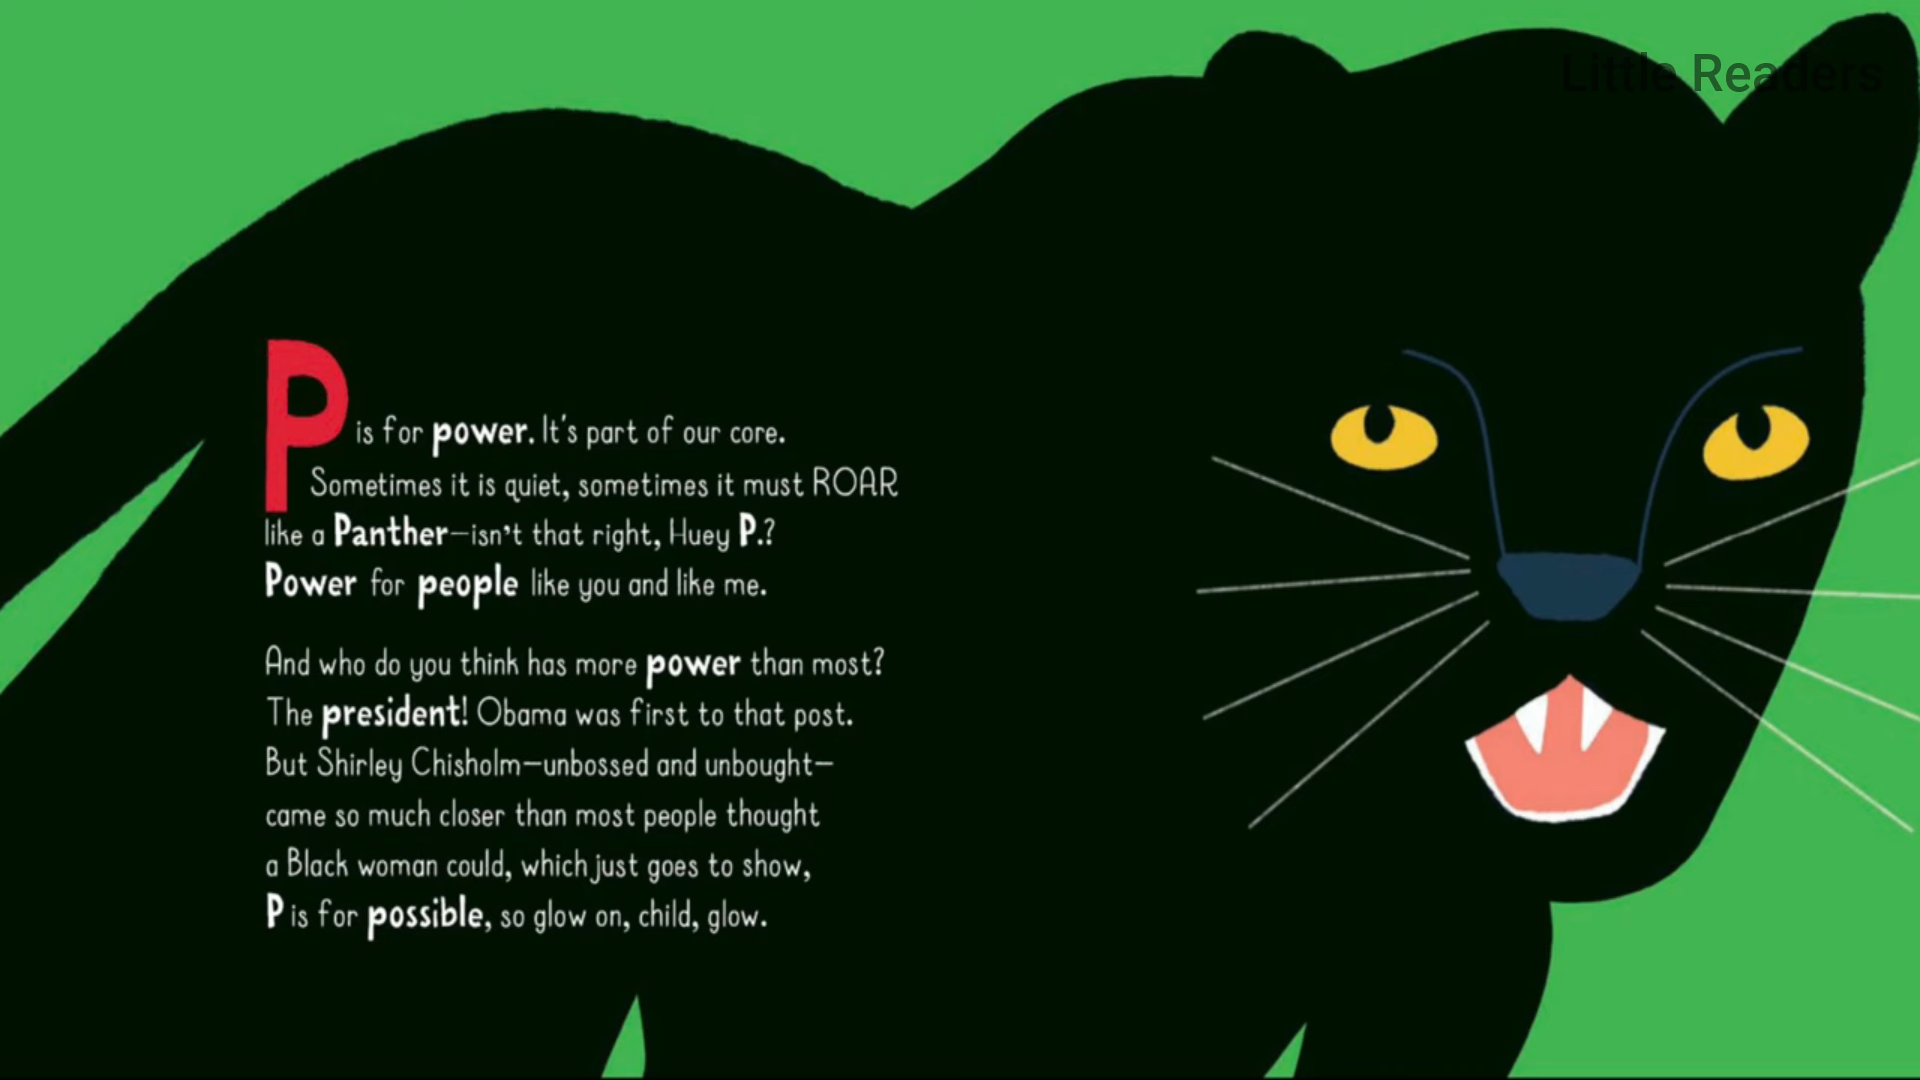 Little Readers
P is for power. It's part of our core.
Sometimes it is quiet, sometimes it must ROAR
like a Panther—isn't that right, Huey P.?
Power for people like you and like me.
And who do you think has more power than most?
The president! Obama was first to that post.
But Shirley Chisholm—unbossed and unbought—
came so much closer than most people thought
a Black woman could, which just goes to show,
P is for possible, so glow on, child, glow.